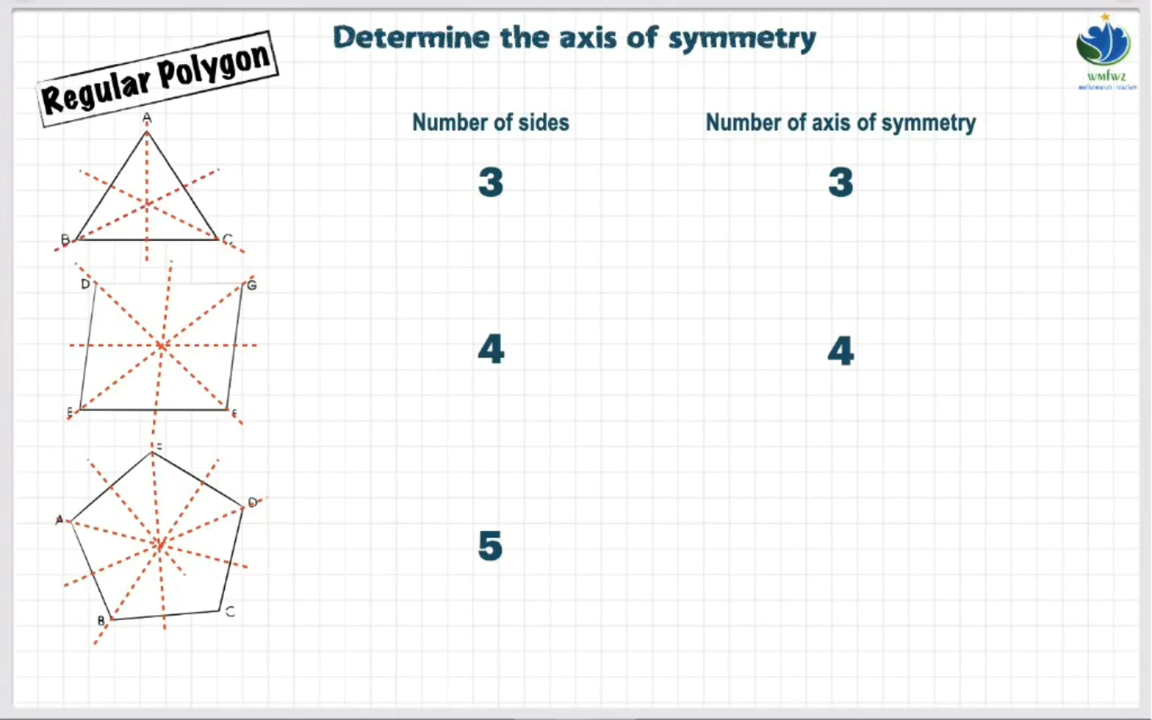 Determine the axis of symmetry
Regular Polygon
wmfwz
Number of sides
Number of axis of symmetry
A
3
3
B
C
D
G
4
4
E
A
D
5
B
C